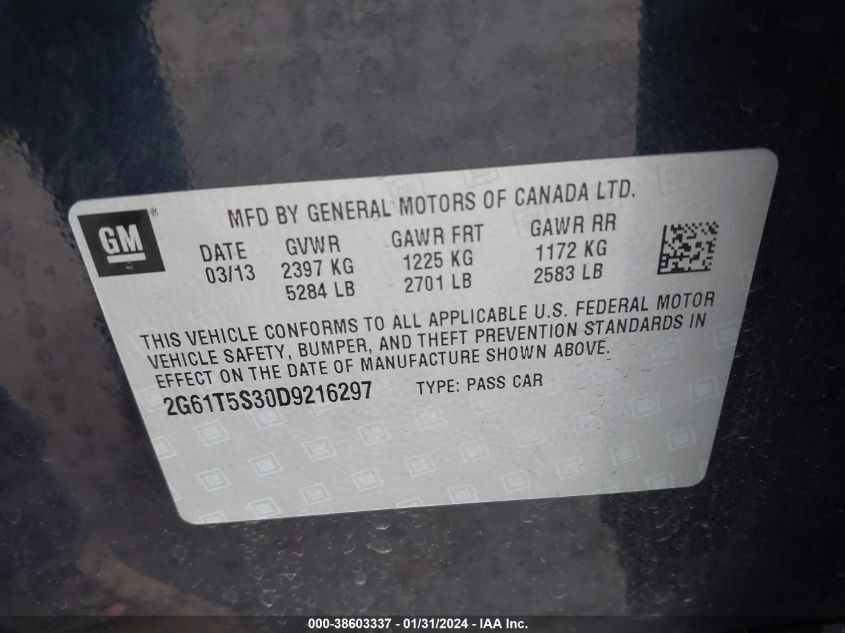 GM®
MFD BY GENERAL MOTORS OF CANADA LTD.
DATE GVWR GAWR FRT GAWR RR
03/13 2397 KG 1225 KG 1172 KG
5284 LB 2701 LB 2583 LB
THIS VEHICLE CONFORMS TO ALL APPLICABLE U.S. FEDERAL MOTOR
VEHICLE SAFETY, BUMPER, AND THEFT PREVENTION STANDARDS IN
EFFECT ON THE DATE OF MANUFACTURE SHOWN ABOVE.
2G61T5S30D9216297 TYPE: PASS CAR
000-38603337 - 01/31/2024 - IAA Inc.